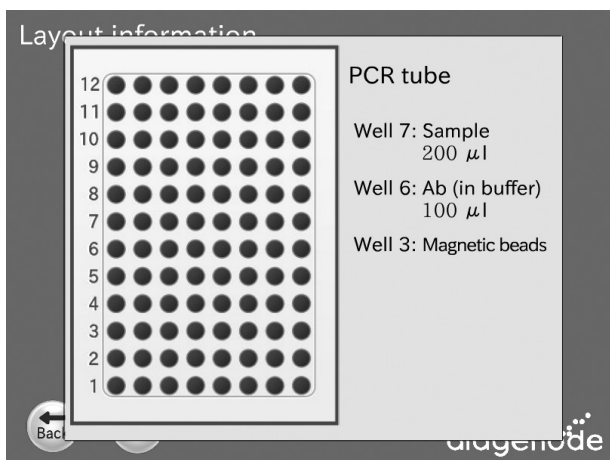 Layout information
12
11
10
9
8
7
6
5
4
3
2
1
PCR tube
Well 7: Sample
200 μl
Well 6: Ab (in buffer)
100 μl
Well 3: Magnetic beads
Back
diagenode